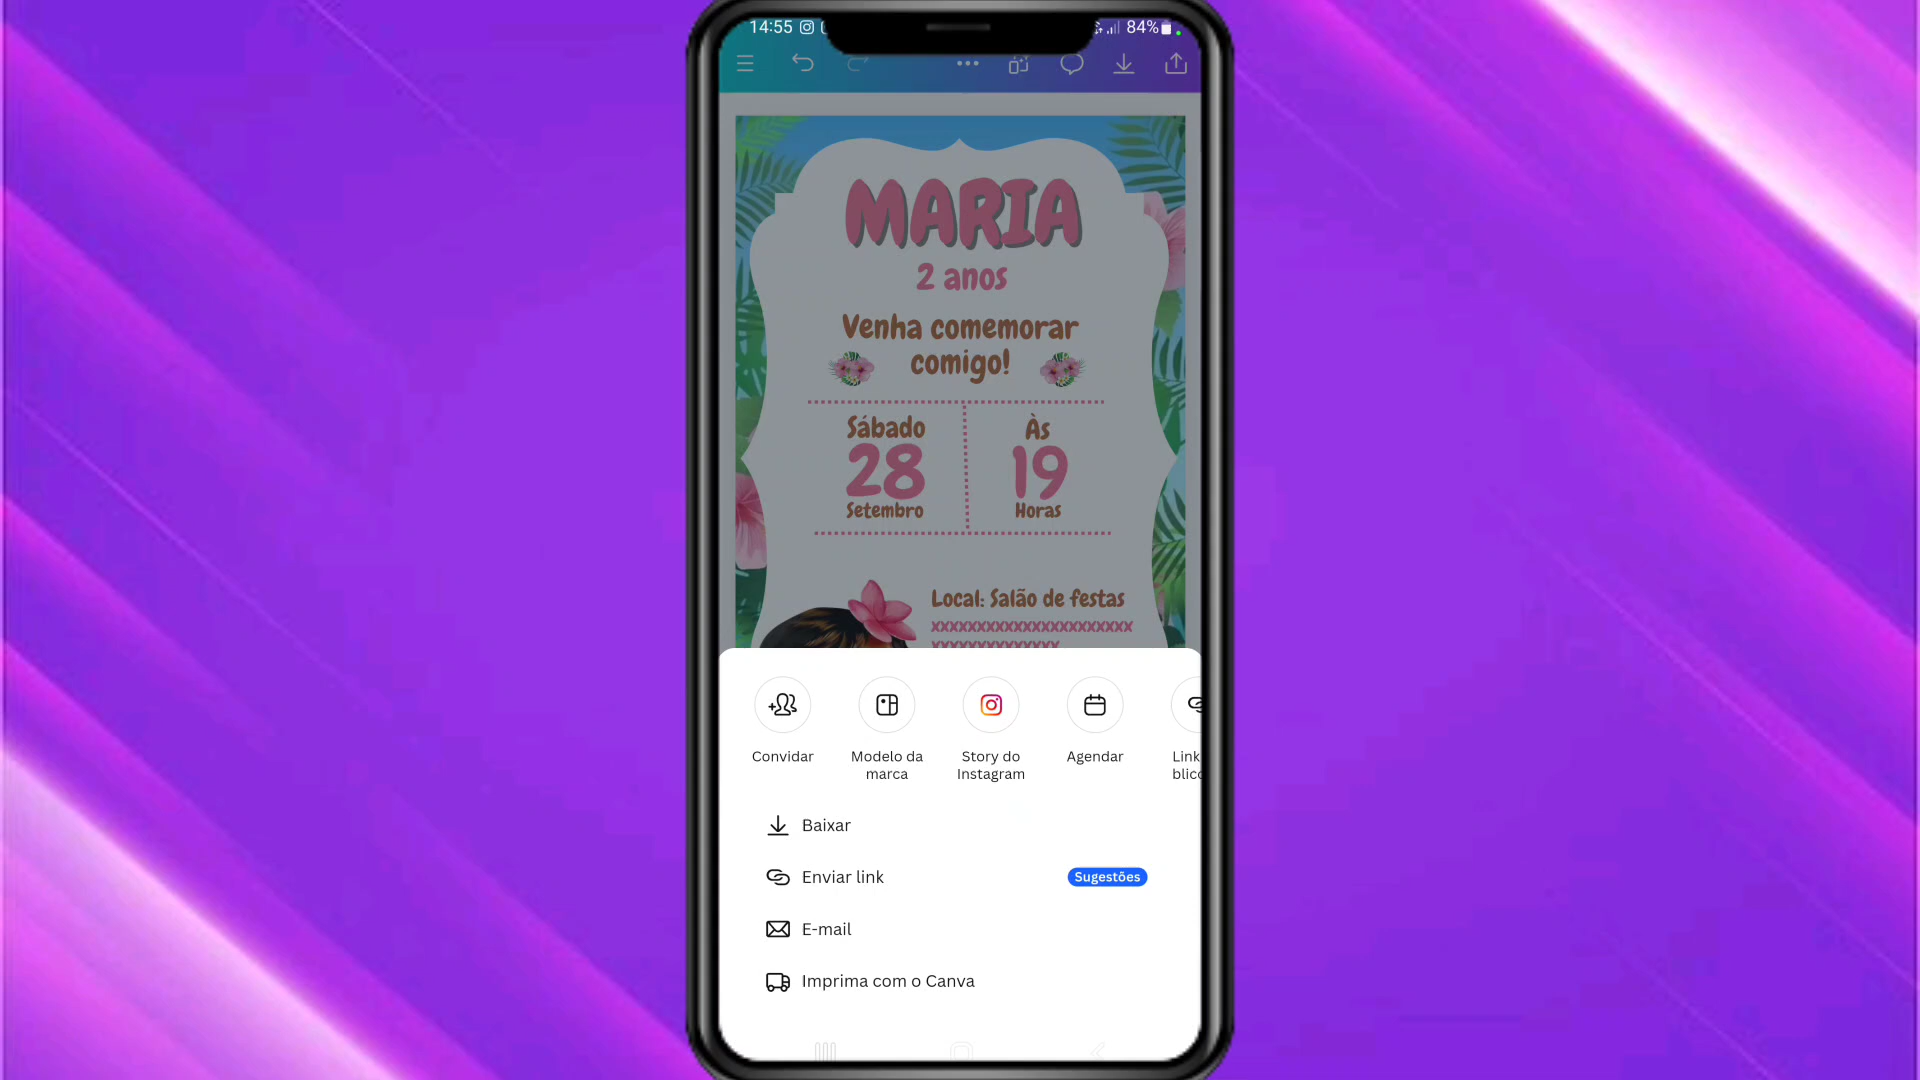 14:55
84%
MARIA
2 anos
Venha comemorar
comigo!
Sábado
28
Setembro
Às
19
Horas
Local: Salão de festas
XXXXXXXXXXXXXXXXXXXXXX
Convidar
Modelo da
marca
Story do
Instagram
Agendar
Link
Baixar
Enviar link
Sugestões
E-mail
Imprima com o Canva